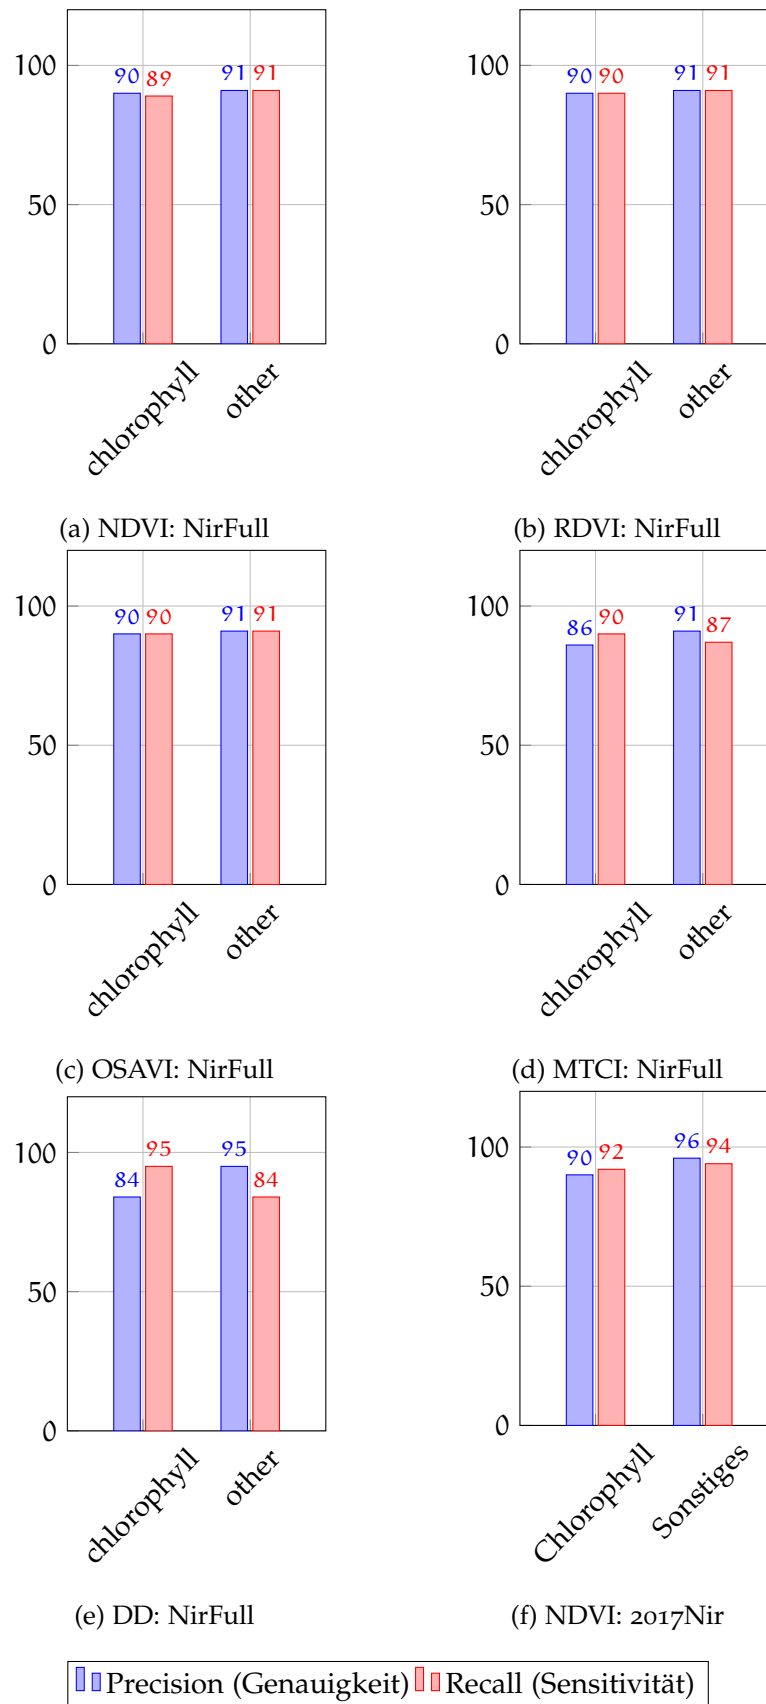 90 89 91 91
100
50
0
chlorophyll other
(a) NDVI: NirFull
90 90 91 91
100
50
0
chlorophyll other
(b) RDVI: NirFull
90 90 91 91
100
50
0
chlorophyll other
(c) OSAVI: NirFull
86 90 91 87
100
50
0
chlorophyll other
(d) MTCI: NirFull
84 95 95 84
100
50
0
chlorophyll other
(e) DD: NirFull
90 92 96 94
100
50
0
Chlorophyll Sonstiges
(f) NDVI: 2017Nir
Precision (Genauigkeit) Recall (Sensitivität)